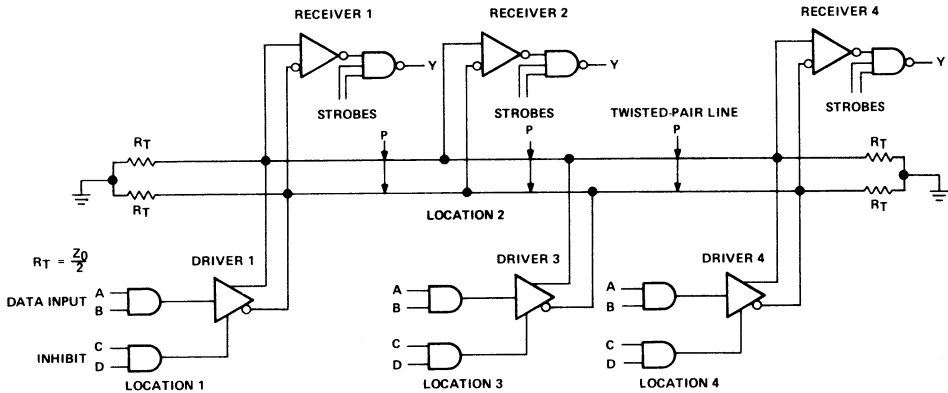 RECEIVER 1
RECEIVER 2
RECEIVER 4
Y
Y
Y
STROBES
STROBES
STROBES
TWISTED-PAIR LINE
P
P
P
RT
RT
RT
RT
LOCATION 2
RT = Z0/2
DRIVER 1
DRIVER 3
DRIVER 4
DATA INPUT
A
B
A
B
A
B
INHIBIT
C
D
C
D
C
D
LOCATION 1
LOCATION 3
LOCATION 4